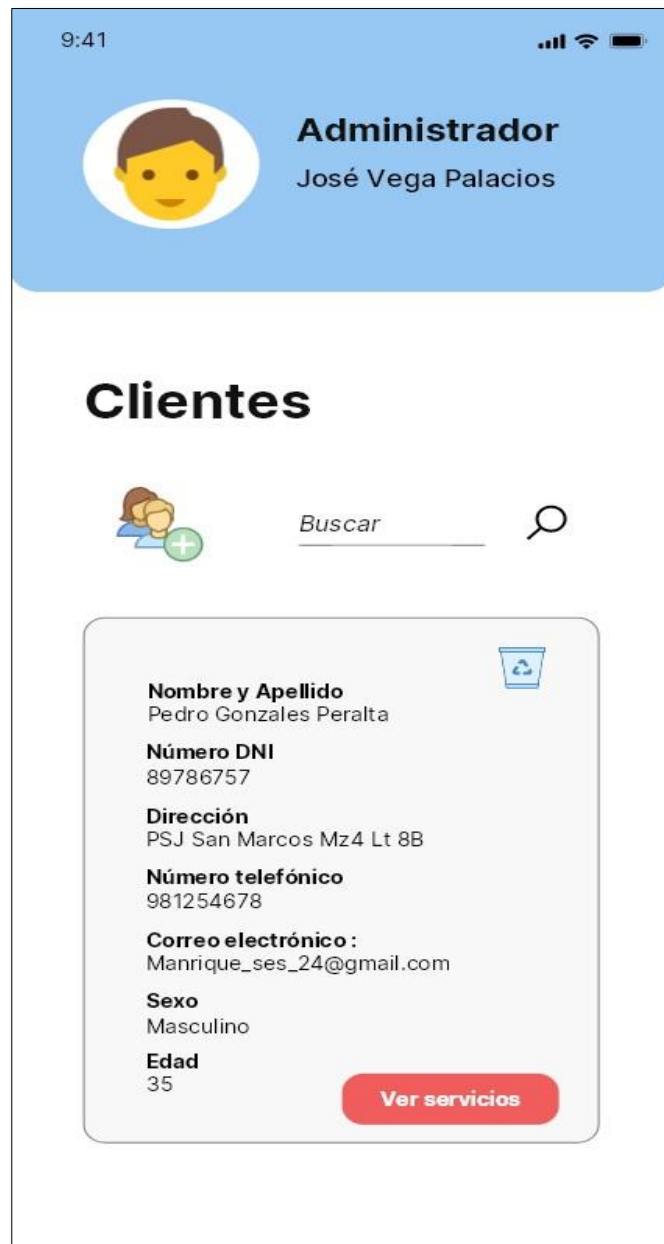 9:41
Administrador
José Vega Palacios
Clientes
Buscar
Nombre y Apellido
Pedro Gonzales Peralta
Número DNI
89786757
Dirección
PSJ San Marcos Mz4 Lt 8B
Número telefónico
981254678
Correo electrónico :
Manrique_ses_24@gmail.com
Sexo
Masculino
Edad
35
Ver servicios